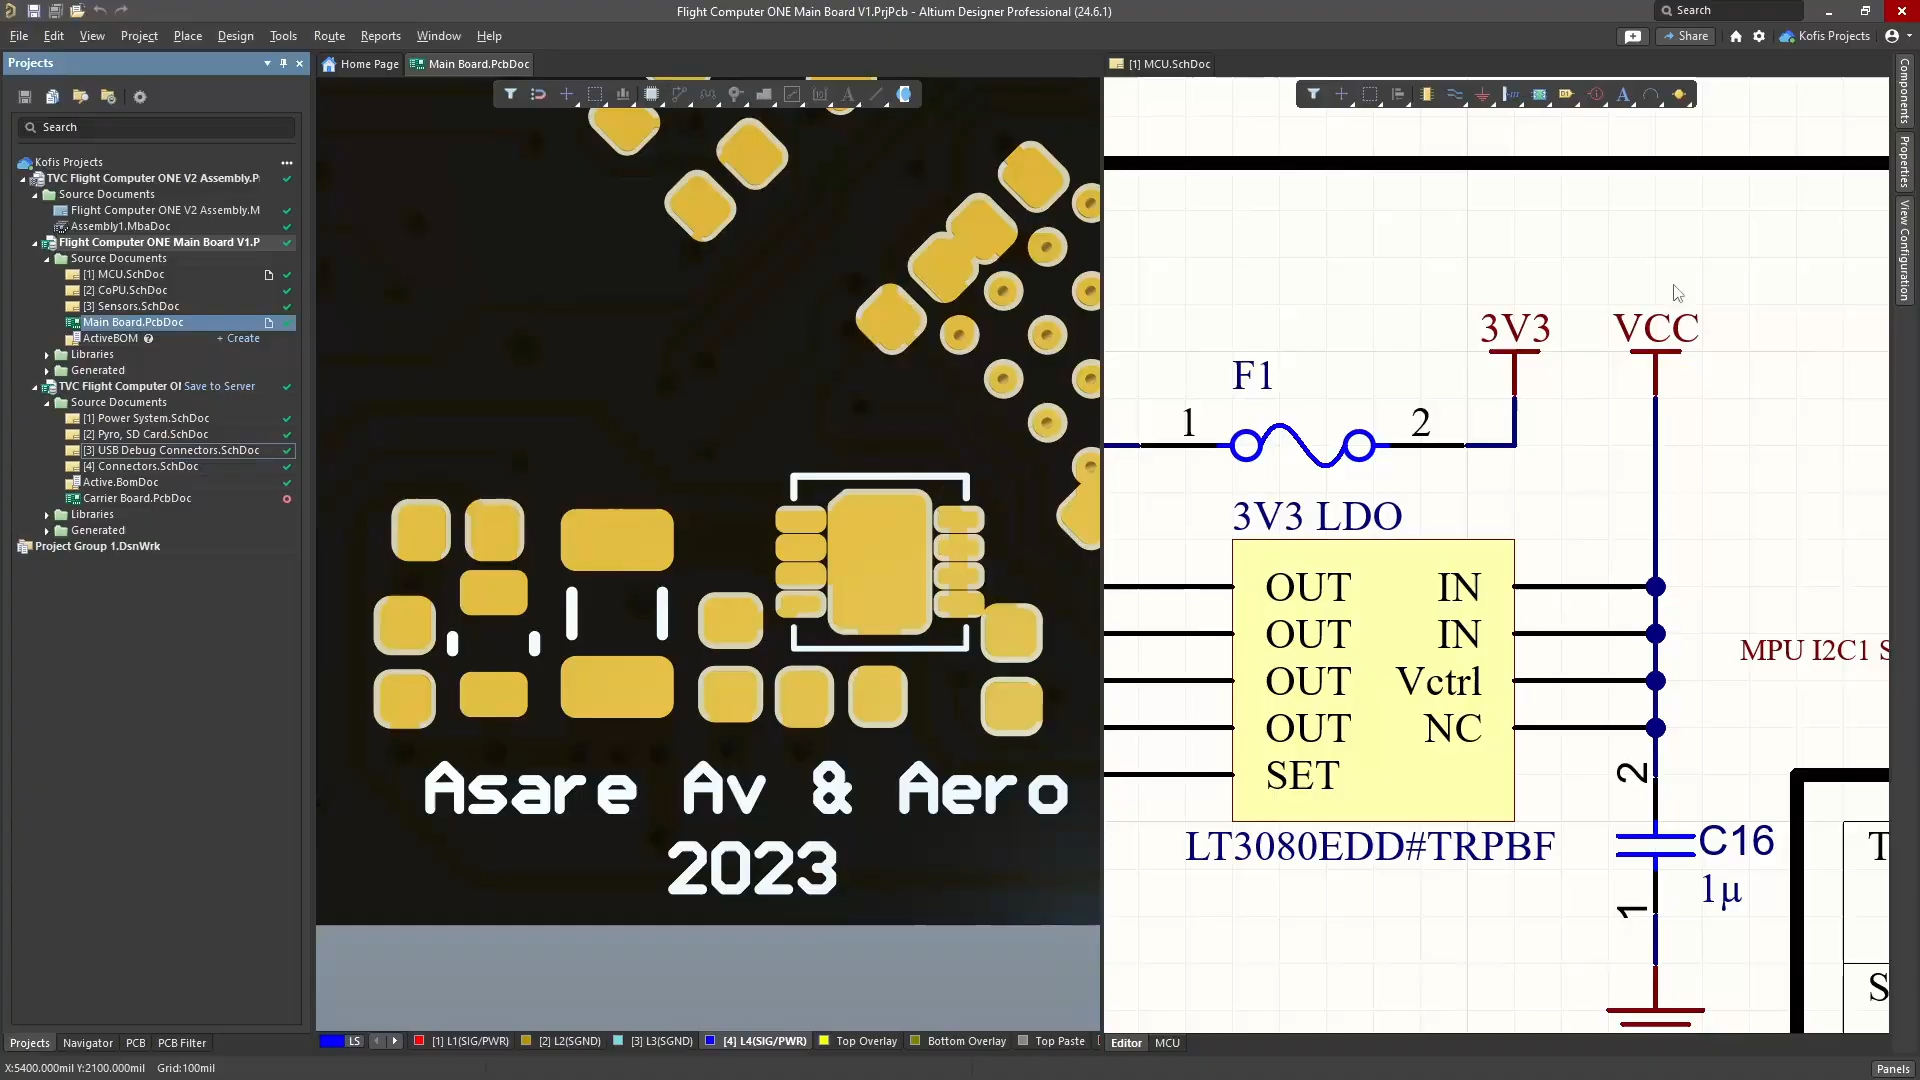 Flight Computer ONE Main Board V1.PrjPcb - Altium Designer Professional (24.6.1)
Search
File Edit View Project Place Design Tools Route Reports Window Help
Share
Kofis Projects
Projects
Home Page
Main Board.PcbDoc
[1] MCU.SchDoc
Search
Kofis Projects
TVC Flight Computer ONE V2 Assembly.P
Source Documents
Flight Computer ONE V2 Assembly.M
Assembly1.MbaDoc
Flight Computer ONE Main Board V1.P
Source Documents
[1] MCU.SchDoc
[2] CoPU.SchDoc
[3] Sensors.SchDoc
Main Board.PcbDoc
ActiveBOM + Create
Libraries
Generated
TVC Flight Computer Save to Server
Source Documents
[1] Power System.SchDoc
[2] Pyro, SD Card.SchDoc
[3] USB Debug Connectors.SchDoc
[4] Connectors.SchDoc
Active.BomDoc
Carrier Board.PcbDoc
Libraries
Generated
Project Group 1.DsnWrk
Asare Av & Aero
2023
3V3 VCC
F1
1 2
3V3 LDO
OUT IN
OUT IN
OUT Vctrl
OUT NC
SET
LT3080EDD#TRPBF
MPU I2C1 S
2
C16
1µ
1
T
S
Components
Properties
View Configuration
Projects Navigator PCB PCB Filter
LS [1] L1(SIG/PWR) [2] L2(SGND) [3] L3(SGND) [4] L4(SIG/PWR) Top Overlay Bottom Overlay Top Paste
Editor MCU
X:5400.000mil Y:2100.000mil Grid:100mil
Panels